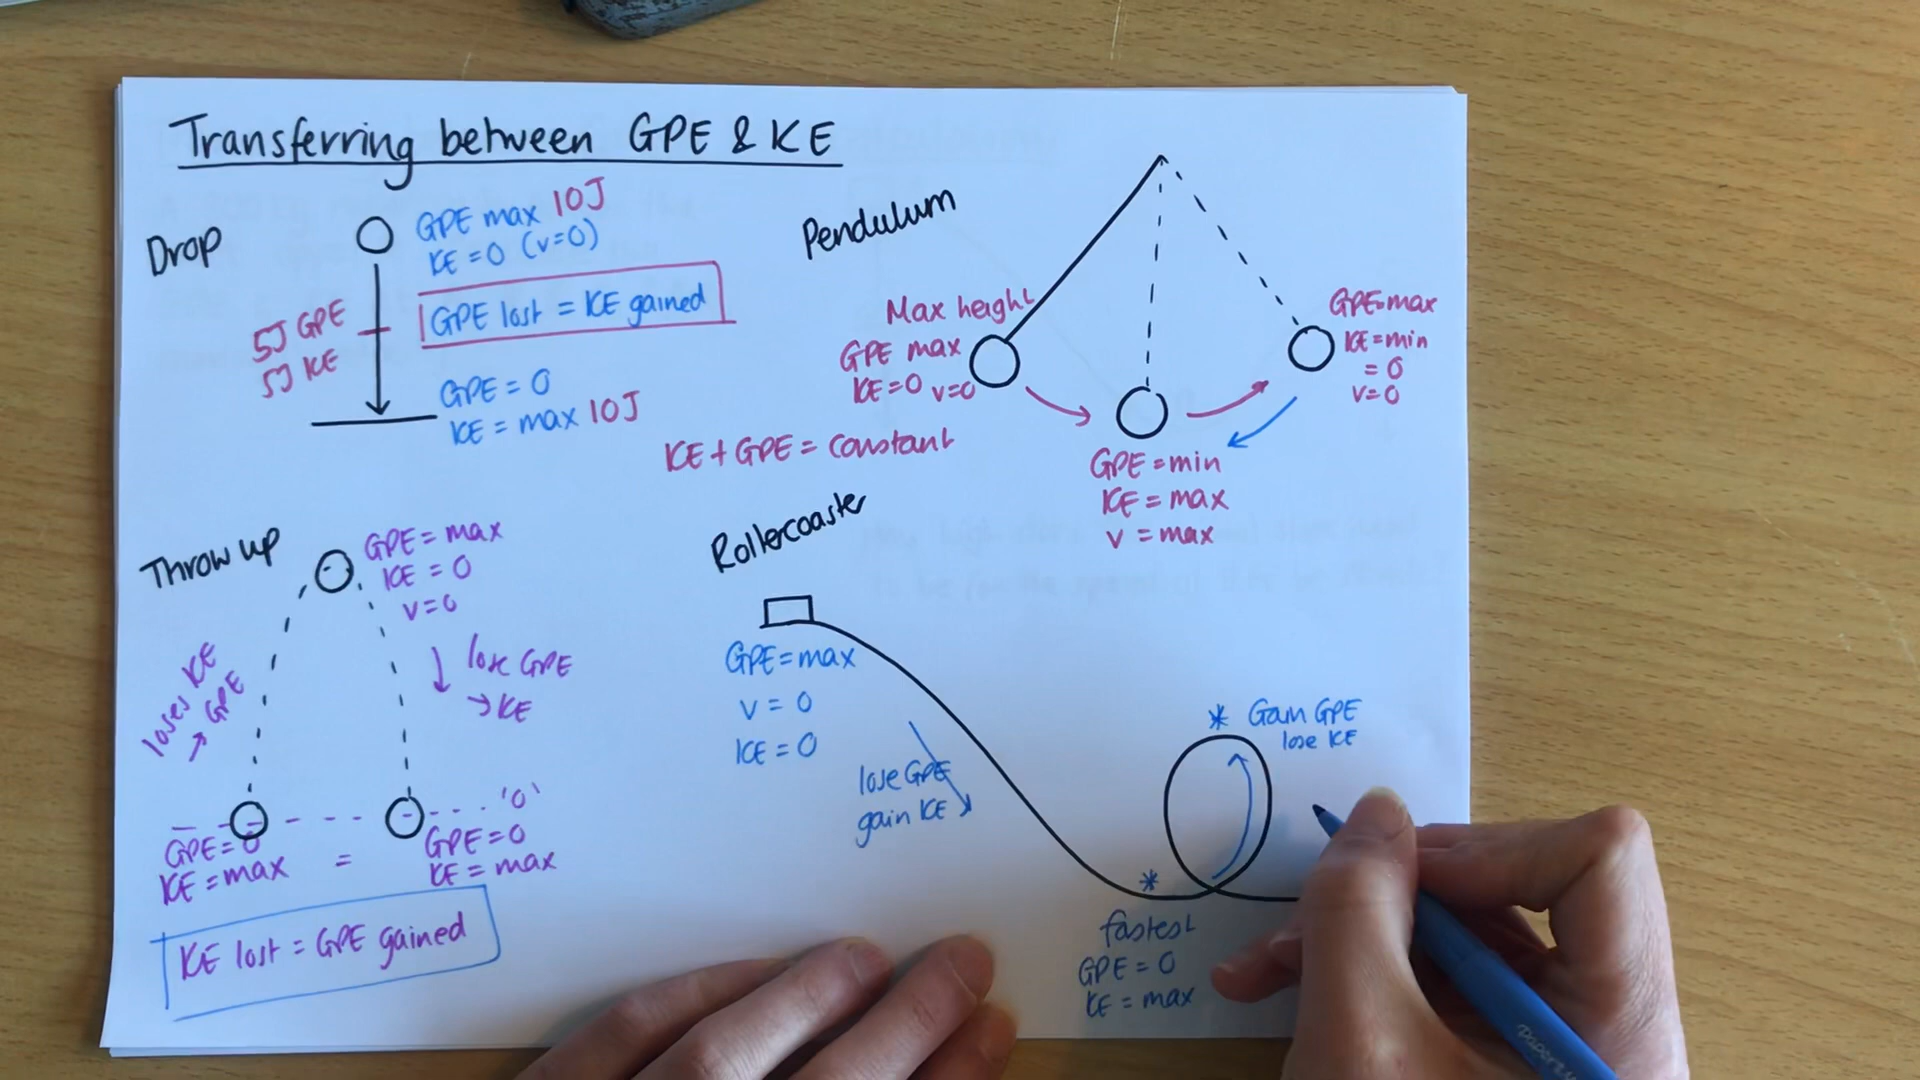 Transferring between GPE & KE
Drop
GPE max 10J
KE = 0 (v=0)
GPE lost = KE gained
5J GPE
5J KE
GPE = 0
KE = max 10J
Pendulum
Max height
GPE max
KE=0 v=0
GPE=max
KE=min
= 0
v=0
GPE=min
KE = max
v = max
KE + GPE = constant
Throw up
GPE = max
KE = 0
v=0
loses KE
→ GPE
lose GPE
→ KE
'0'
GPE=0
KE = max
=
GPE=0
KE = max
KE lost = GPE gained
Rollercoaster
GPE=max
v = 0
KE = 0
lose GPE
gain KE
* Gain GPE
lose KE
*
fastest
GPE = 0
KE = max